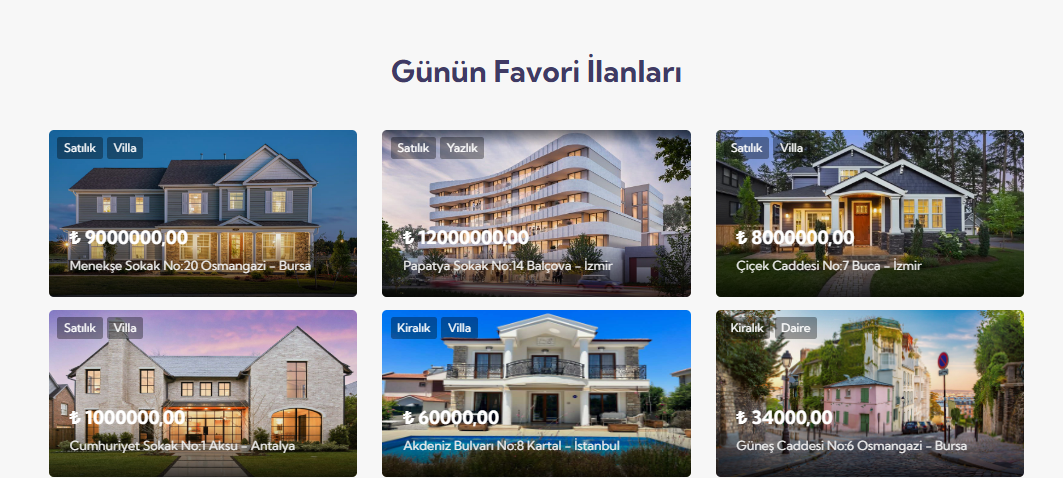 Günün Favori İlanları
Satılık Villa
₺ 9000000,00
Menekşe Sokak No:20 Osmangazi - Bursa
Satılık Yazlık
₺ 12000000,00
Papatya Sokak No:14 Balçova - İzmir
Satılık Villa
₺ 8000000,00
Çiçek Caddesi No:7 Buca - İzmir
Satılık Villa
₺ 1000000,00
Cumhuriyet Sokak No:1 Aksu - Antalya
Kiralık Villa
₺ 60000,00
Akdeniz Bulvarı No:8 Kartal - İstanbul
Kiralık Daire
₺ 34000,00
Güneş Caddesi No:6 Osmangazi - Bursa